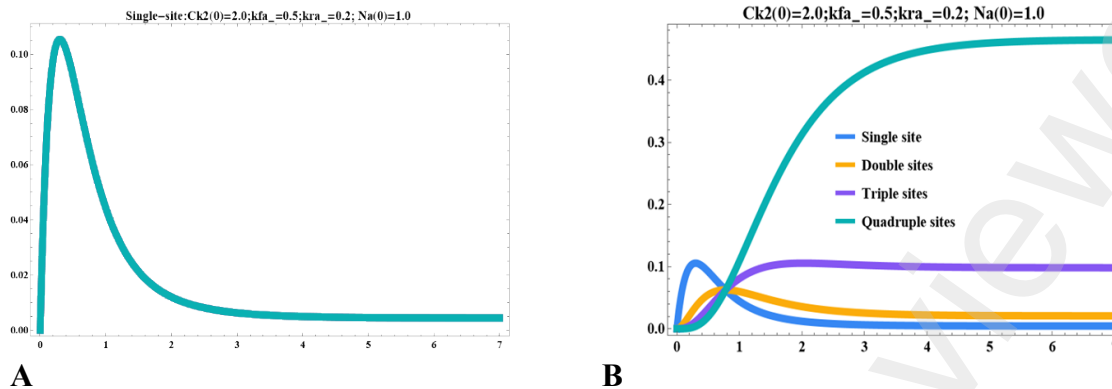 Single-site:Ck2(0)=2.0;kfa_=0.5;kra_=0.2; Na(0)=1.0
0.10
0.08
0.06
0.04
0.02
0.00
0 1 2 3 4 5 6 7
A
Ck2(0)=2.0;kfa_=0.5;kra_=0.2; Na(0)=1.0
0.4
0.3
0.2
0.1
0.0
Single site
Double sites
Triple sites
Quadruple sites
0 1 2 3 4 5 6 7
B
view